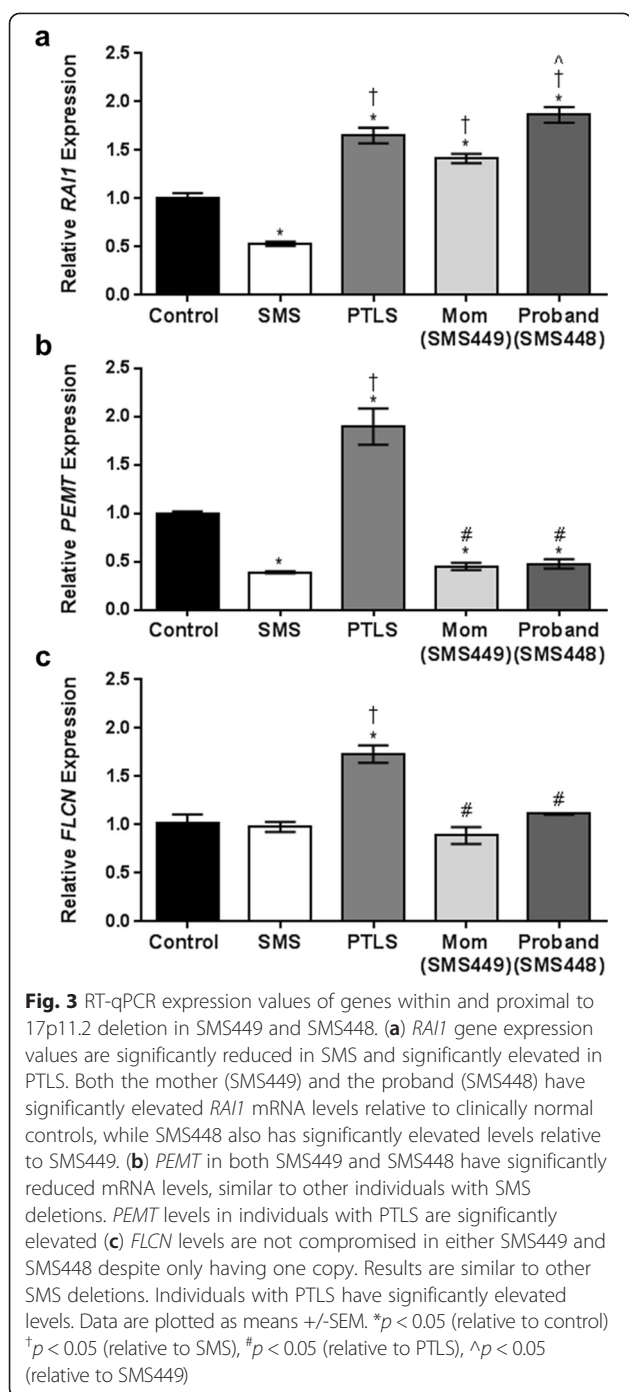 a
Relative RAI1 Expression
2.5
2.0
1.5
1.0
0.5
0.0
*
†
*
†
*
^
†
*
Control SMS PTLS Mom Proband
(SMS449) (SMS448)
b
Relative PEMT Expression
2.5
2.0
1.5
1.0
0.5
0.0
*
†
*
#
*
#
*
Control SMS PTLS Mom Proband
(SMS449) (SMS448)
c
Relative FLCN Expression
2.5
2.0
1.5
1.0
0.5
0.0
†
*
#
#
Control SMS PTLS Mom Proband
(SMS449) (SMS448)
Fig. 3 RT-qPCR expression values of genes within and proximal to
17p11.2 deletion in SMS449 and SMS448. (a) RAI1 gene expression
values are significantly reduced in SMS and significantly elevated in
PTLS. Both the mother (SMS449) and the proband (SMS448) have
significantly elevated RAI1 mRNA levels relative to clinically normal
controls, while SMS448 also has significantly elevated levels relative
to SMS449. (b) PEMT in both SMS449 and SMS448 have significantly
reduced mRNA levels, similar to other individuals with SMS
deletions. PEMT levels in individuals with PTLS are significantly
elevated (c) FLCN levels are not compromised in either SMS449 and
SMS448 despite only having one copy. Results are similar to other
SMS deletions. Individuals with PTLS have significantly elevated
levels. Data are plotted as means +/-SEM. *p < 0.05 (relative to control)
†p < 0.05 (relative to SMS), #p < 0.05 (relative to PTLS), ^p < 0.05
(relative to SMS449)